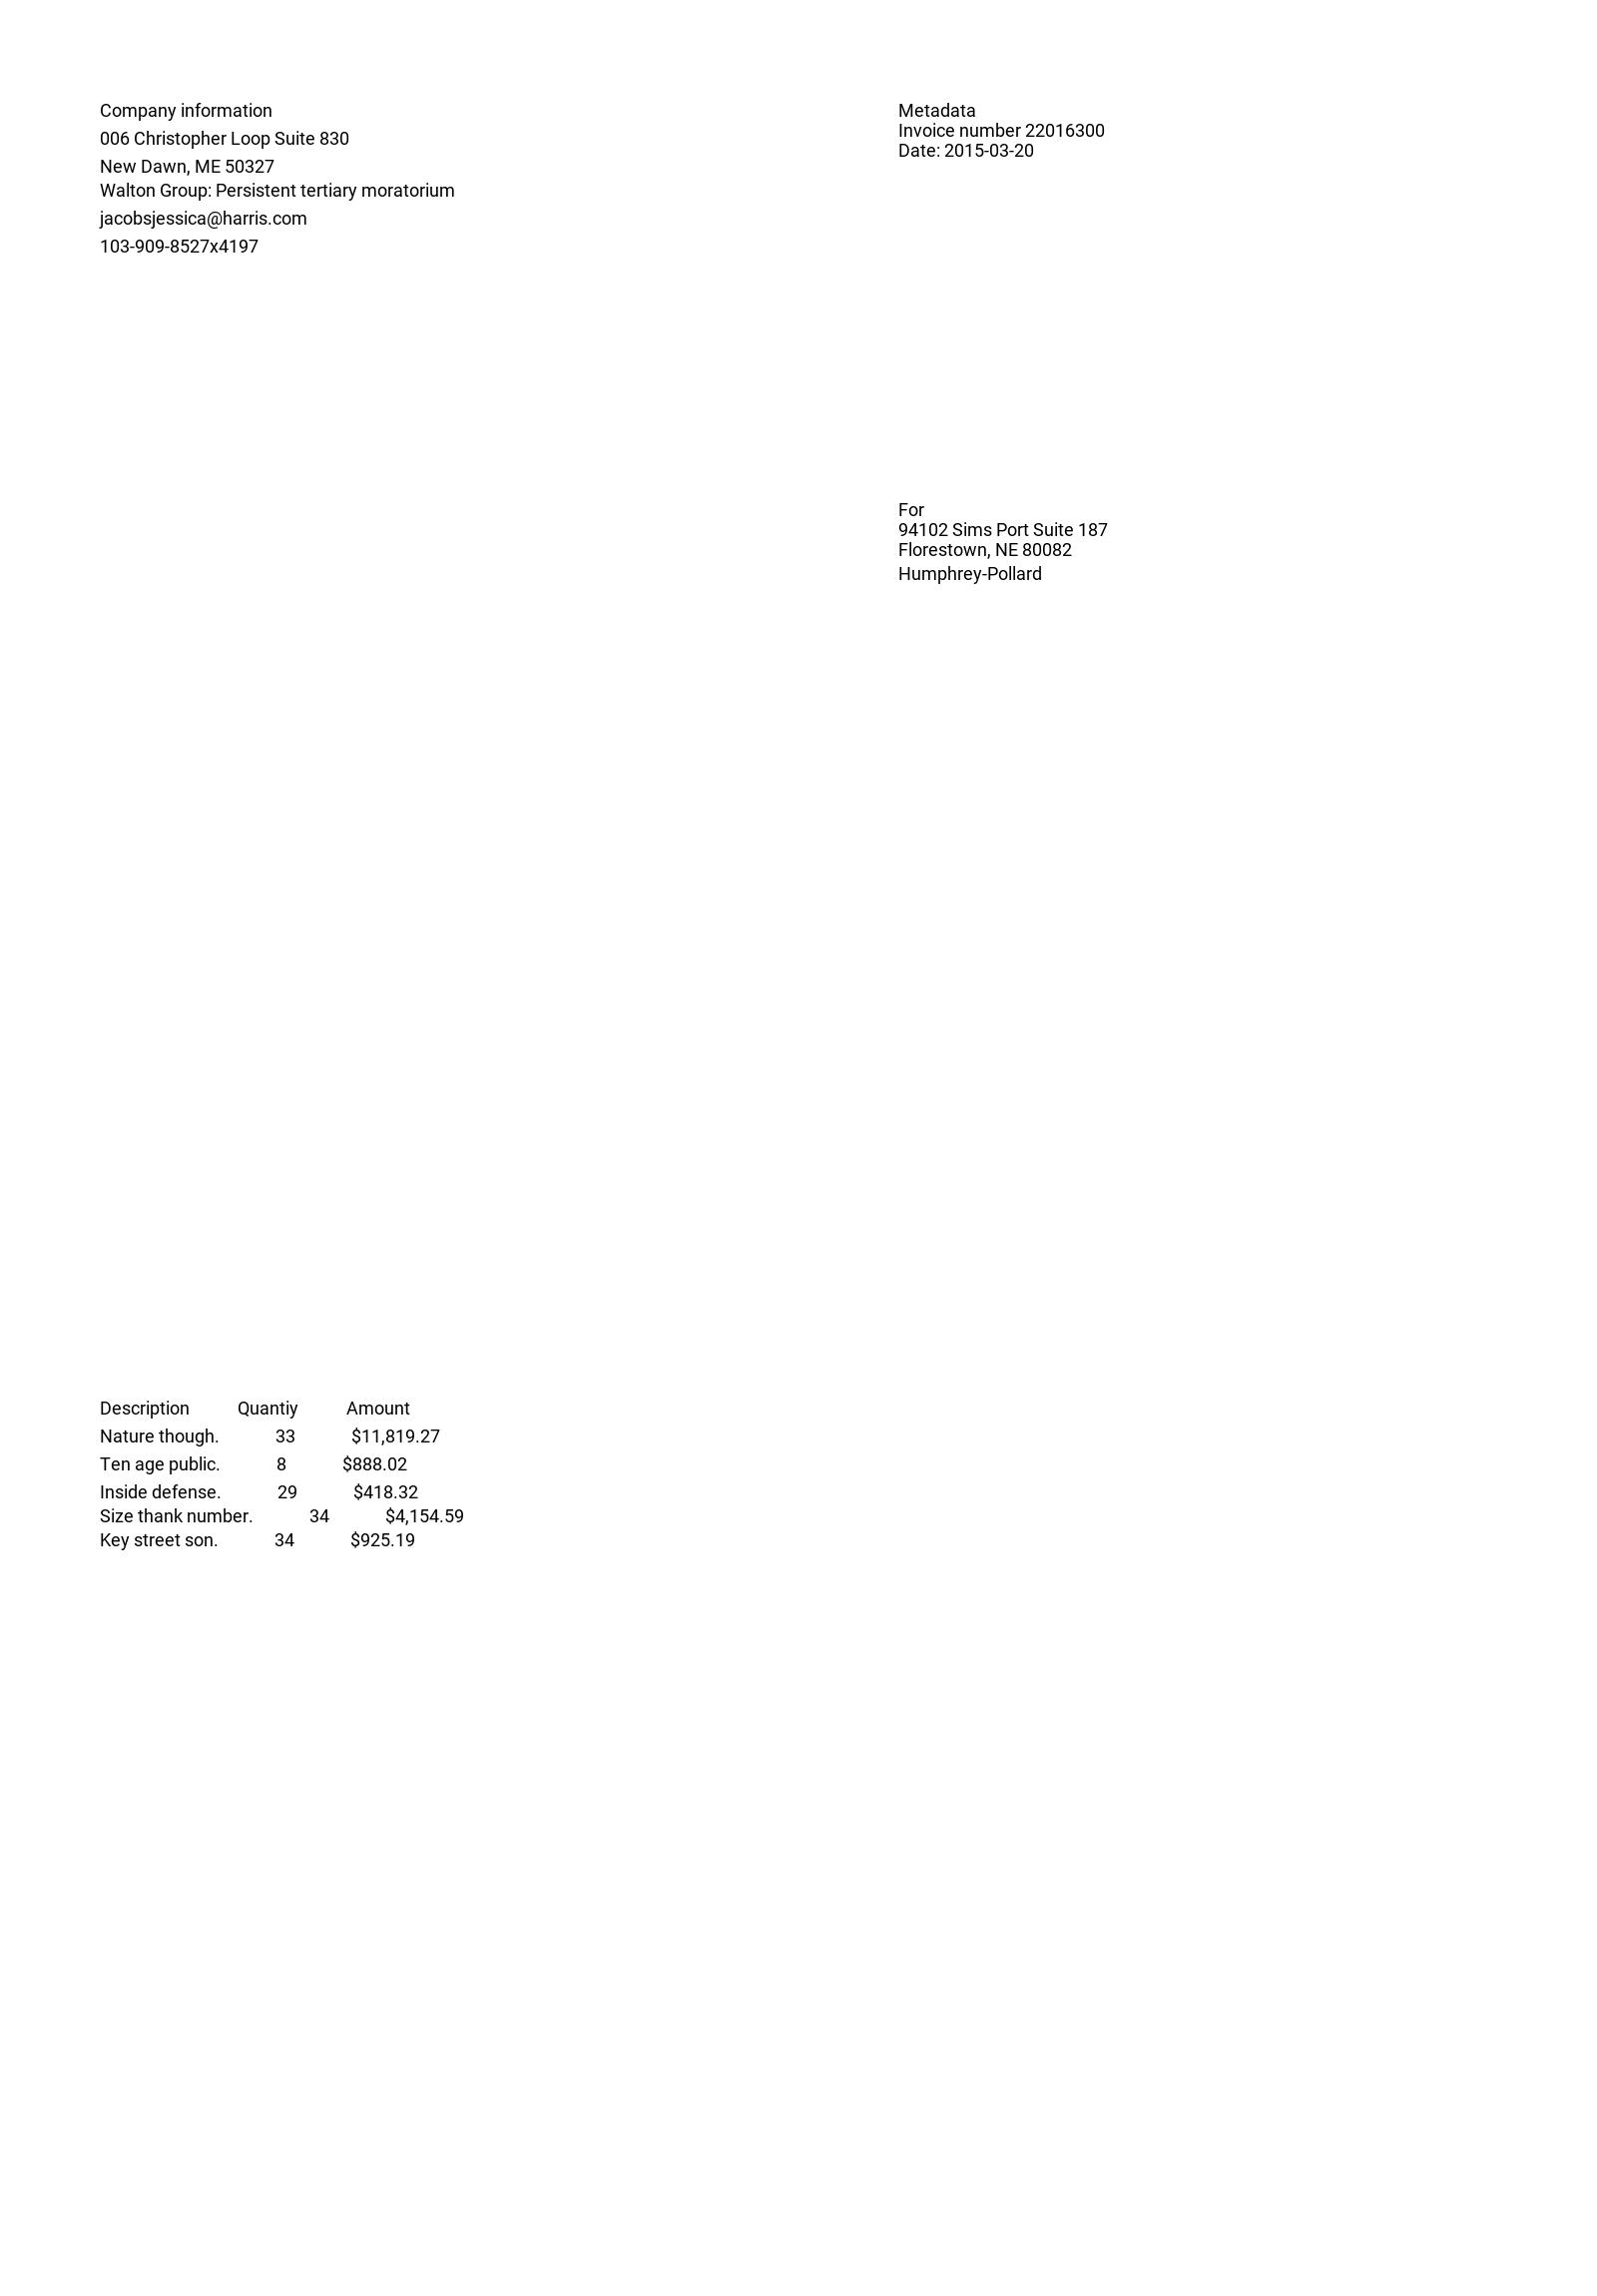 Company information
006 Christopher Loop Suite 830
New Dawn, ME 50327
Walton Group: Persistent tertiary moratorium
jacobsjessica@harris.com
103-909-8527x4197
Metadata
Invoice number 22016300
Date: 2015-03-20
For
94102 Sims Port Suite 187
Florestown, NE 80082
Humphrey-Pollard
Description Quantiy Amount
Nature though. 33 $11,819.27
Ten age public. 8 $888.02
Inside defense. 29 $418.32
Size thank number. 34 $4,154.59
Key street son. 34 $925.19